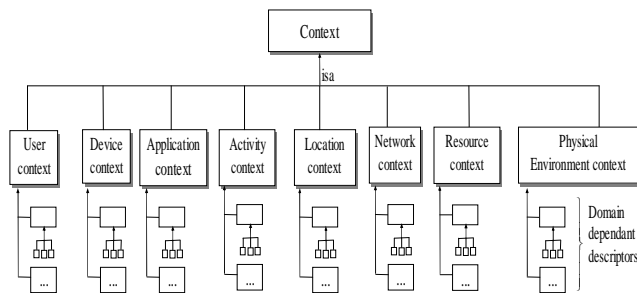 Context
isa
User
context
Device
context
Application
context
Activity
context
Location
context
Network
context
Resource
context
Physical
Environment context
Domain
dependant
descriptors
...
...
...
...
...
...
...
...